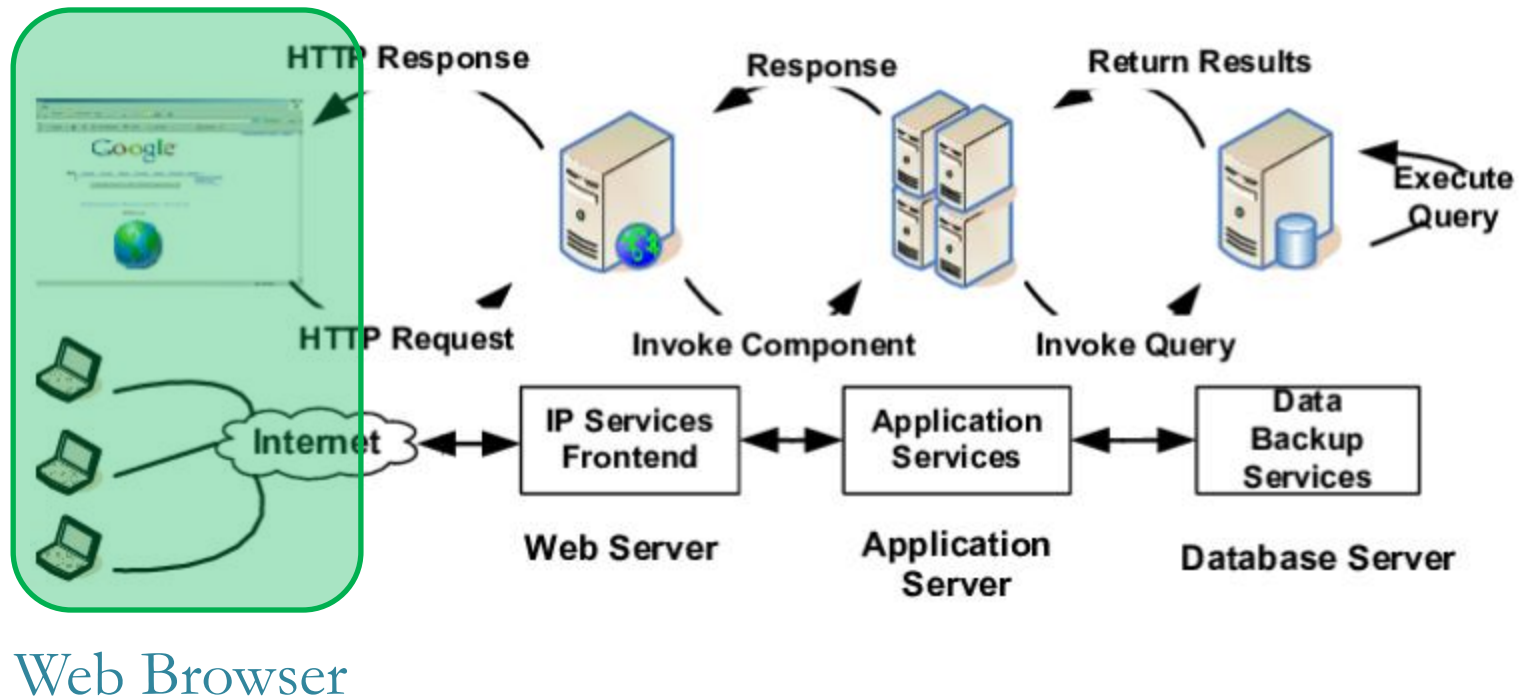 HTTP Response
Response
Return Results
Google
Execute
Query
HTTP Request
Invoke Component
Invoke Query
Internet
IP Services
Frontend
Application
Services
Data
Backup
Services
Web Server
Application
Server
Database Server
Web Browser